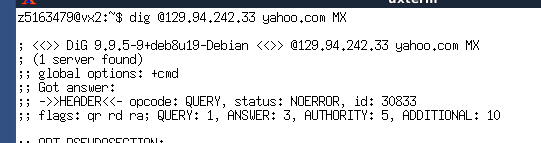 z5163479@vx2:~$ dig @129.94.242.33 yahoo.com MX
; <<>> DiG 9.9.5-9+deb8u19-Debian <<>> @129.94.242.33 yahoo.com MX
; (1 server found)
;; global options: +cmd
;; Got answer:
;; ->>HEADER<<- opcode: QUERY, status: NOERROR, id: 30833
;; flags: qr rd ra; QUERY: 1, ANSWER: 3, AUTHORITY: 5, ADDITIONAL: 10
;; OPT PSEUDOSECTION: